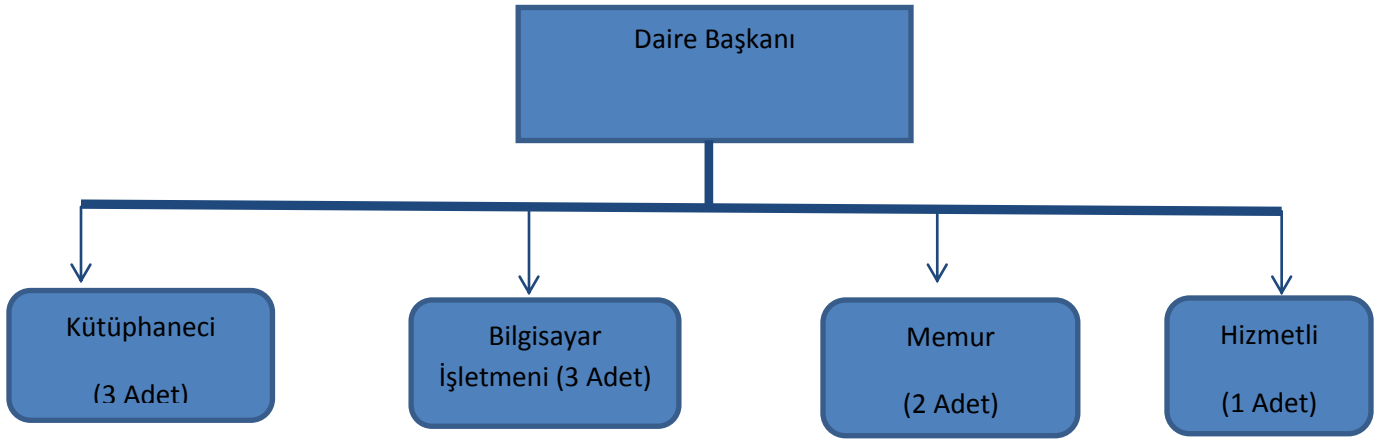 Daire Başkanı
Kütüphaneci
(3 Adet)
Bilgisayar
İşletmeni (3 Adet)
Memur
(2 Adet)
Hizmetli
(1 Adet)